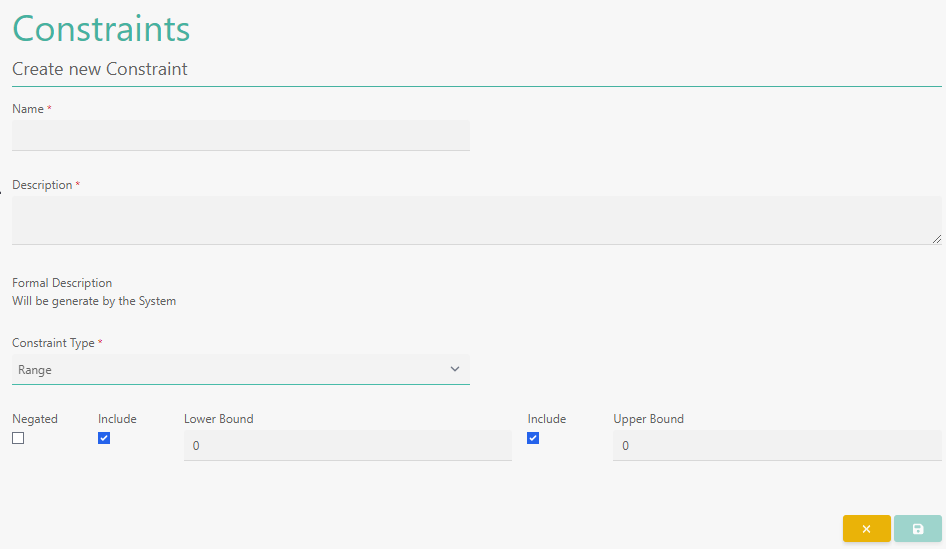 Constraints
Create new Constraint
Name *
Description *
Formal Description
Will be generate by the System
Constraint Type *
Range
Negated Include Lower Bound Include Upper Bound
0 0